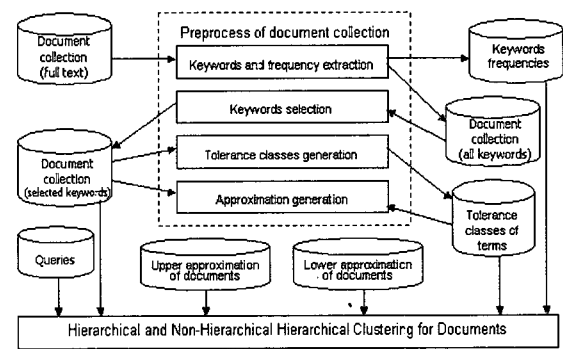 Preprocess of document collection
Document
collection
(full text)
Keywords and frequency extraction
Keywords
frequencies
Keywords selection
Document
collection
(all keywords)
Document
collection
(selected keywords)
Tolerance classes generation
Approximation generation
Tolerance
classes of
terms
Queries
Upper approximation
of documents
Lower approximation
of documents
Hierarchical and Non-Hierarchical Hierarchical Clustering for Documents